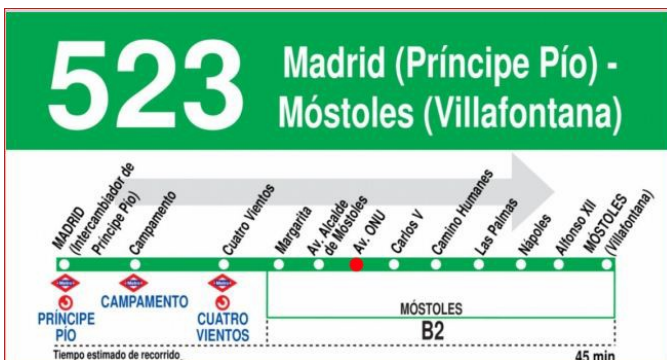 523
Madrid (Príncipe Pío) -
Móstoles (Villafontana)
MADRID
(Intercambiador de
Príncipe Pío)
Campamento
Cuatro Vientos
Margarita
Av. Alcalde
de Móstoles
Av. ONU
Carlos V
Camino Humanes
Las Palmas
Nápoles
Alfonso XII
MÓSTOLES
(Villafontana)
PRÍNCIPE
PÍO
CAMPAMENTO
CUATRO
VIENTOS
MÓSTOLES
B2
Tiempo estimado de recorrido
45 min